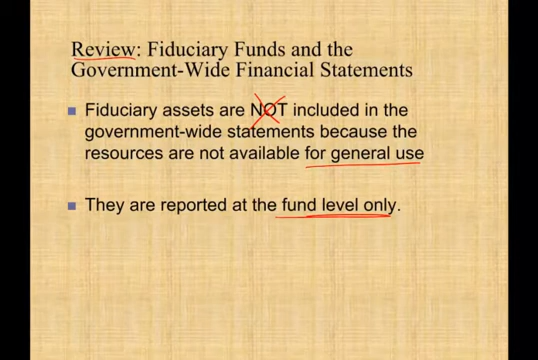 Review: Fiduciary Funds and the
Government-Wide Financial Statements
Fiduciary assets are NOT included in the
government-wide statements because the
resources are not available for general use
They are reported at the fund level only.